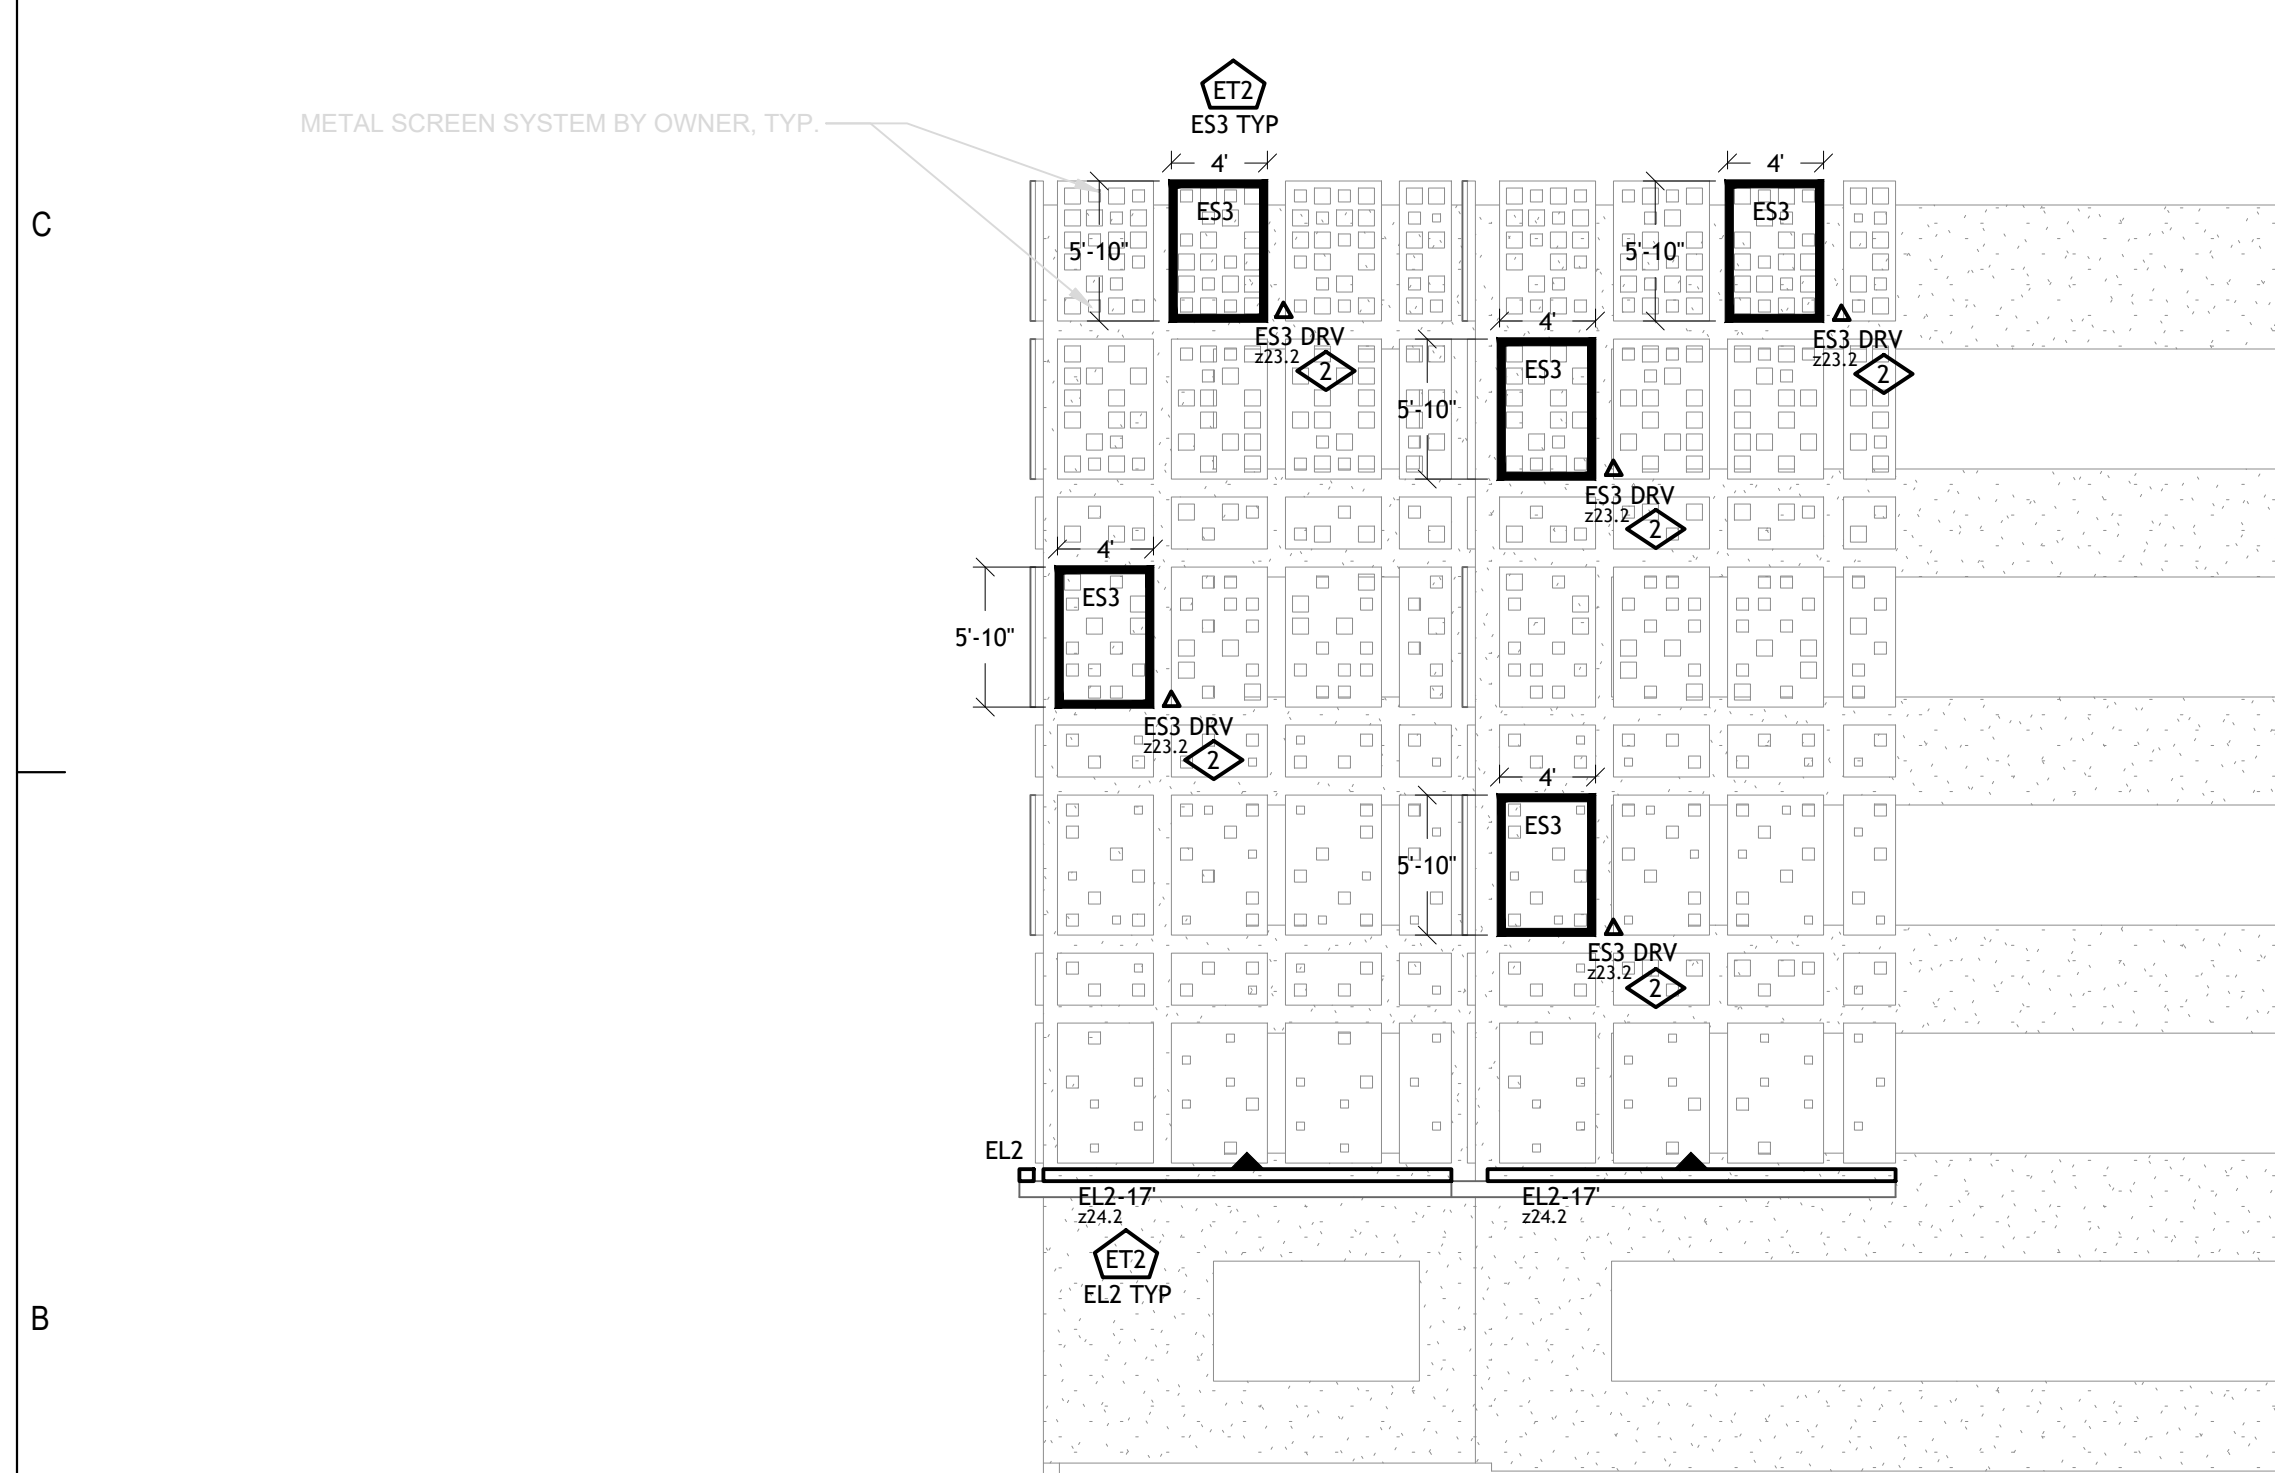 ET2
METAL SCREEN SYSTEM BY OWNER, TYP.
ES3 TYP
4'
4'
C
ES3
ES3
5'-10"
5'-10"
4'
ES3 DRV
z23.2
2
ES3 DRV
z23.2
2
ES3
5'-10"
ES3 DRV
z23.2
2
4'
ES3
5'-10"
ES3 DRV
z23.2
2
4'
ES3
5'-10"
ES3 DRV
z23.2
2
EL2
EL2-17'
z24.2
EL2-17'
z24.2
ET2
EL2 TYP
B